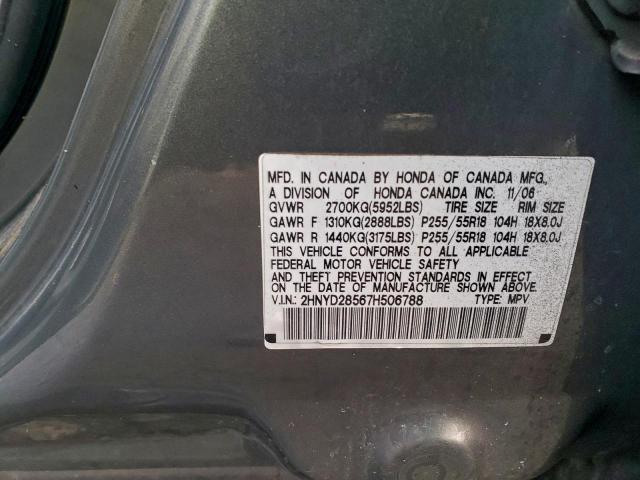 MFD. IN CANADA BY HONDA OF CANADA MFG.,
A DIVISION OF HONDA CANADA INC. 11/06
GVWR 2700KG(5952LBS) TIRE SIZE RIM SIZE
GAWR F 1310KG(2888LBS) P255/55R18 104H 18X8.0J
GAWR R 1440KG(3175LBS) P255/55R18 104H 18X8.0J
THIS VEHICLE CONFORMS TO ALL APPLICABLE
FEDERAL MOTOR VEHICLE SAFETY
AND THEFT PREVENTION STANDARDS IN EFFECT
ON THE DATE OF MANUFACTURE SHOWN ABOVE.
V.I.N.: 2HNYD28567H506788 TYPE: MPV